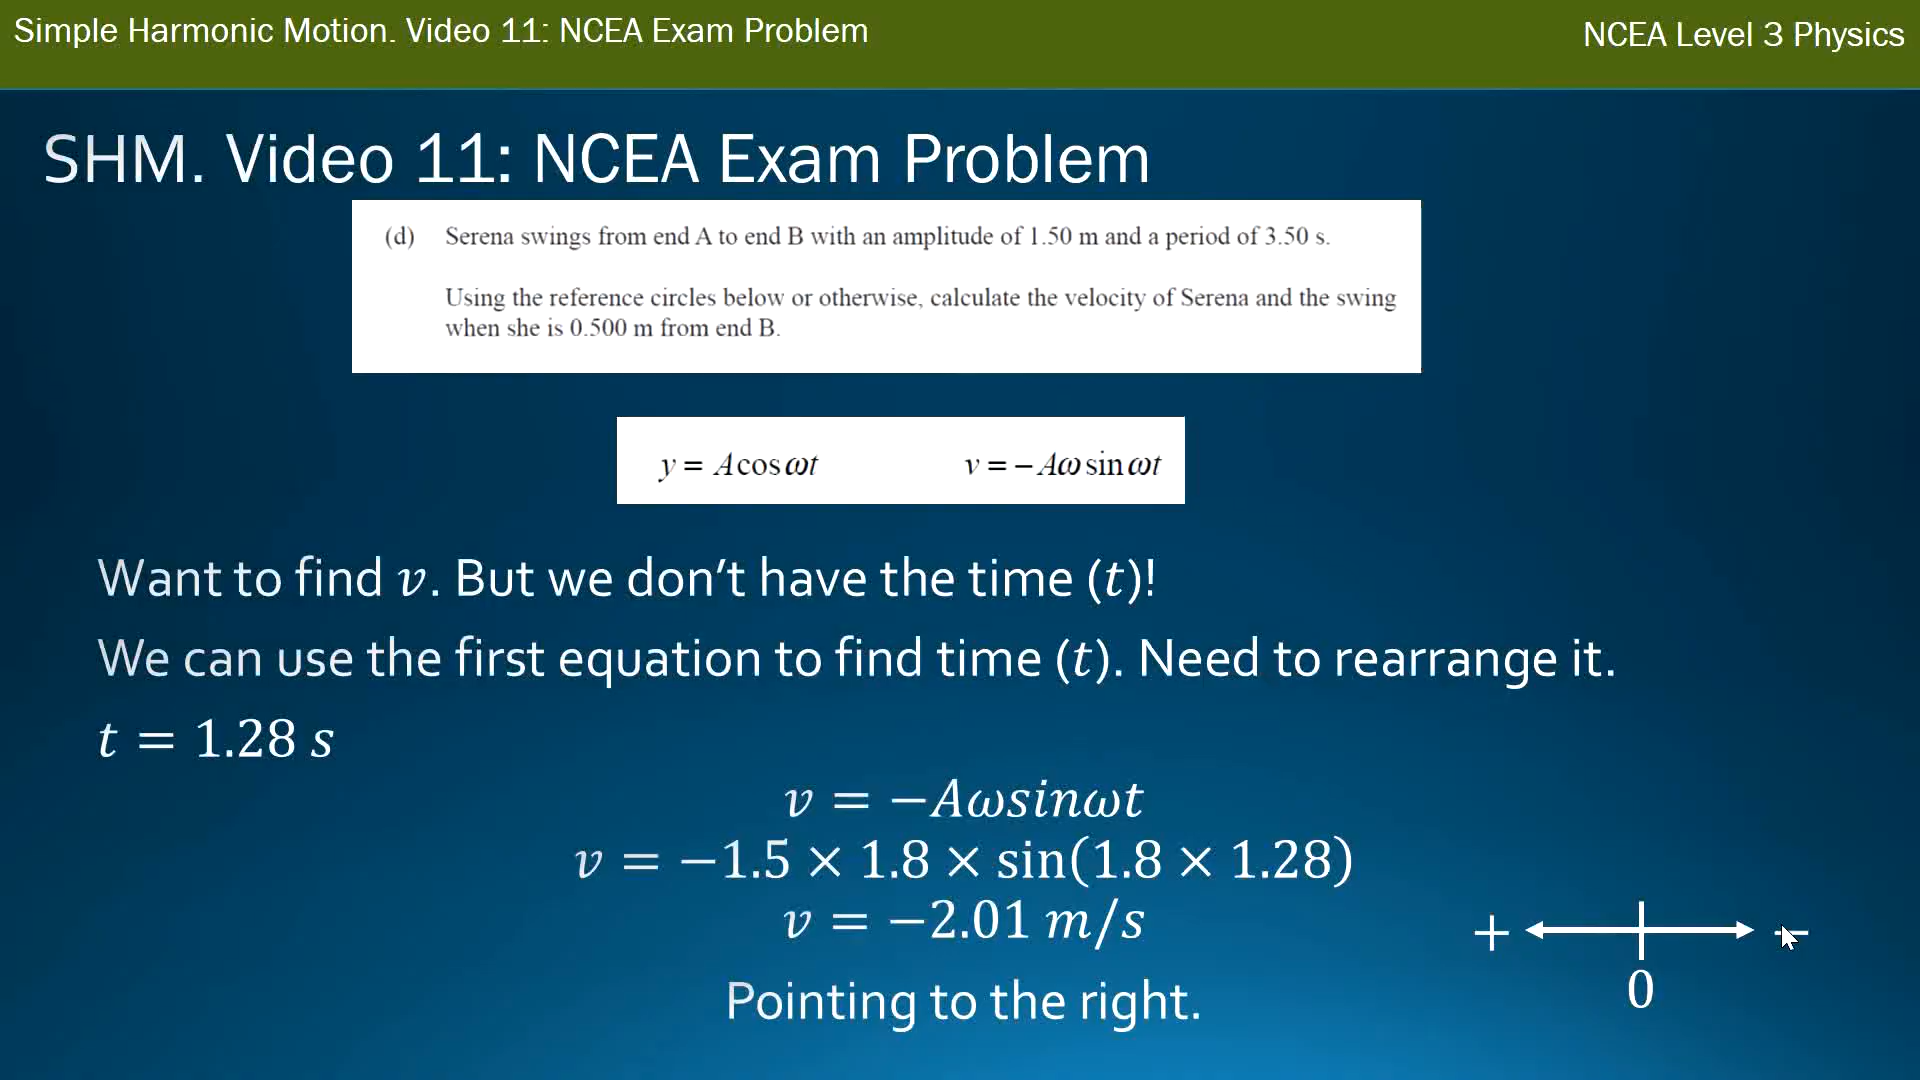 Simple Harmonic Motion. Video 11: NCEA Exam Problem
NCEA Level 3 Physics
SHM. Video 11: NCEA Exam Problem
(d) Serena swings from end A to end B with an amplitude of 1.50 m and a period of 3.50 s.
Using the reference circles below or otherwise, calculate the velocity of Serena and the swing
when she is 0.500 m from end B.
y = A cos ωt v = − Aω sin ωt
Want to find v. But we don’t have the time (t)!
We can use the first equation to find time (t). Need to rearrange it.
t = 1.28 s
v = −Aωsinωt
v = −1.5 × 1.8 × sin(1.8 × 1.28)
v = −2.01 m/s
+ −
0
Pointing to the right.